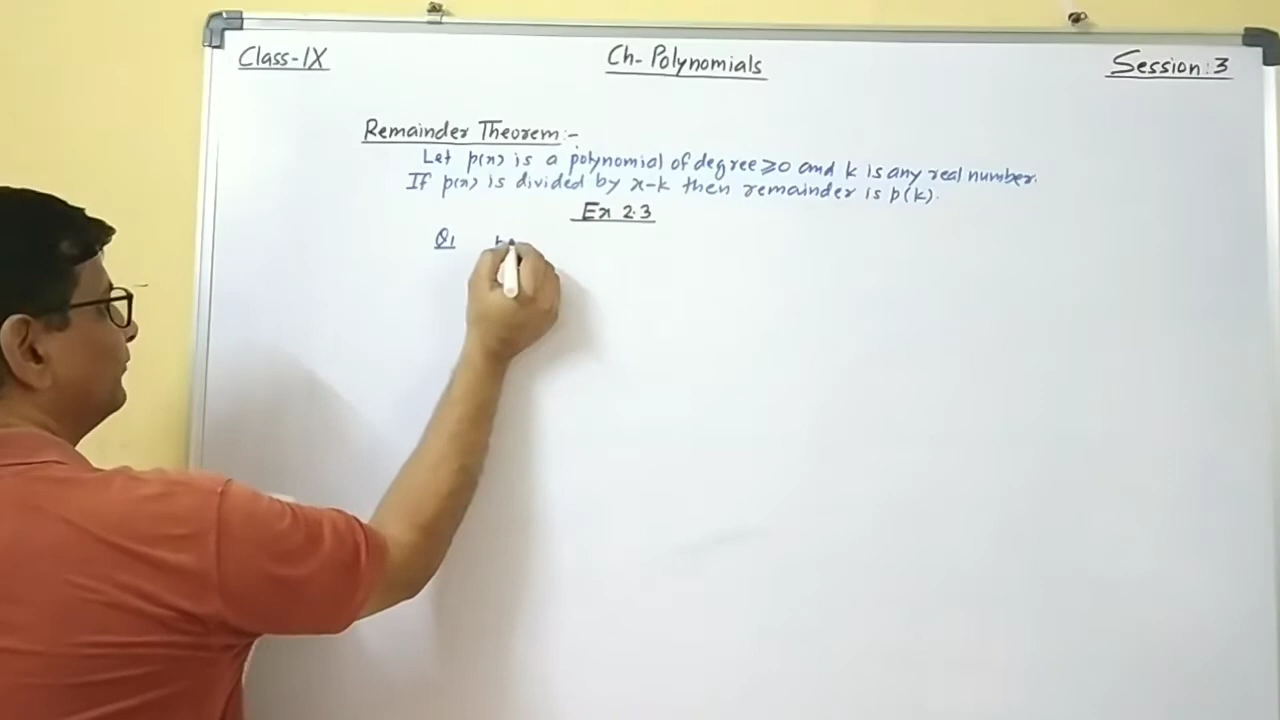 Class-IX
Ch- Polynomials
Session: 3
Remainder Theorem:-
Let p(x) is a polynomial of degree ≥ 0 and k is any real number.
If p(x) is divided by x-k then remainder is p(k).
Ex 2.3
Q1